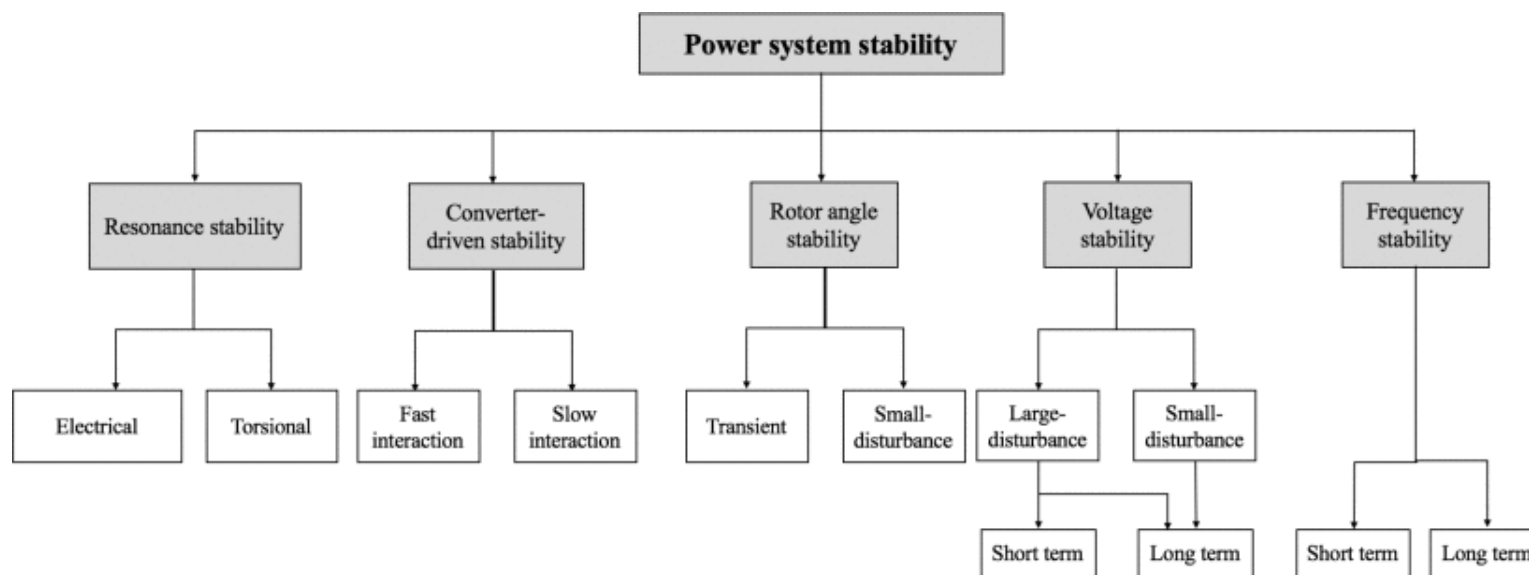 Power system stability
Resonance stability
Converter-
driven stability
Rotor angle
stability
Voltage
stability
Frequency
stability
Electrical
Torsional
Fast
interaction
Slow
interaction
Transient
Small-
disturbance
Large-
disturbance
Small-
disturbance
Short term
Long term
Short term
Long term